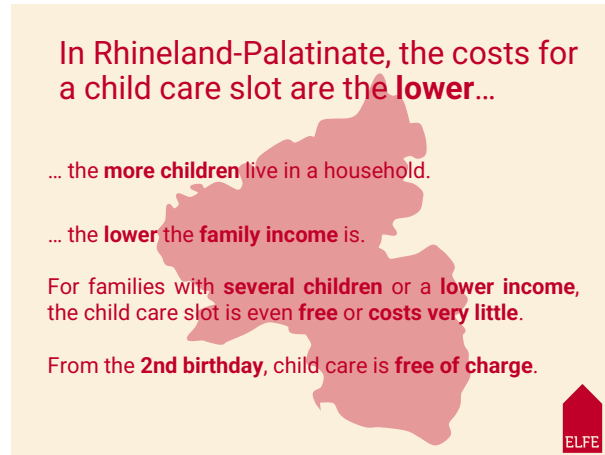 In Rhineland-Palatinate, the costs for
a child care slot are the lower...
... the more children live in a household.
... the lower the family income is.
For families with several children or a lower income,
the child care slot is even free or costs very little.
From the 2nd birthday, child care is free of charge.
ELFE